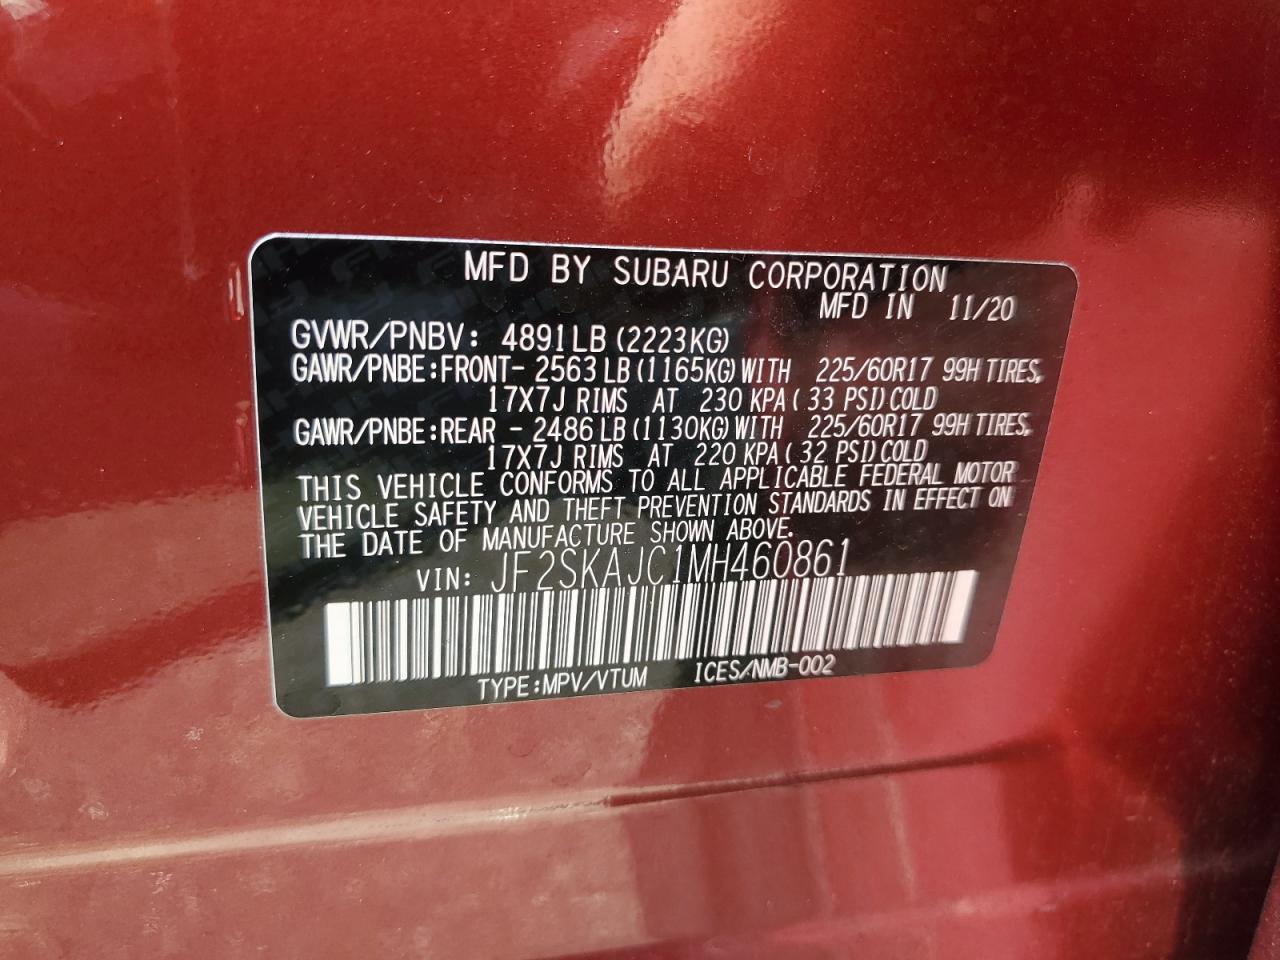 MFD BY SUBARU CORPORATION
MFD IN 11/20
GVWR/PNBV: 4891LB (2223KG)
GAWR/PNBE:FRONT- 2563 LB (1165KG) WITH 225/60R17 99H TIRES,
17X7J RIMS AT 230 KPA ( 33 PSI) COLD
GAWR/PNBE:REAR - 2486 LB (1130KG) WITH 225/60R17 99H TIRES,
17X7J RIMS AT 220 KPA ( 32 PSI) COLD
THIS VEHICLE CONFORMS TO ALL APPLICABLE FEDERAL MOTOR
VEHICLE SAFETY AND THEFT PREVENTION STANDARDS IN EFFECT ON
THE DATE OF MANUFACTURE SHOWN ABOVE.
VIN: JF2SKAJC1MH460861
TYPE:MPV/VTUM ICES/NMB-002